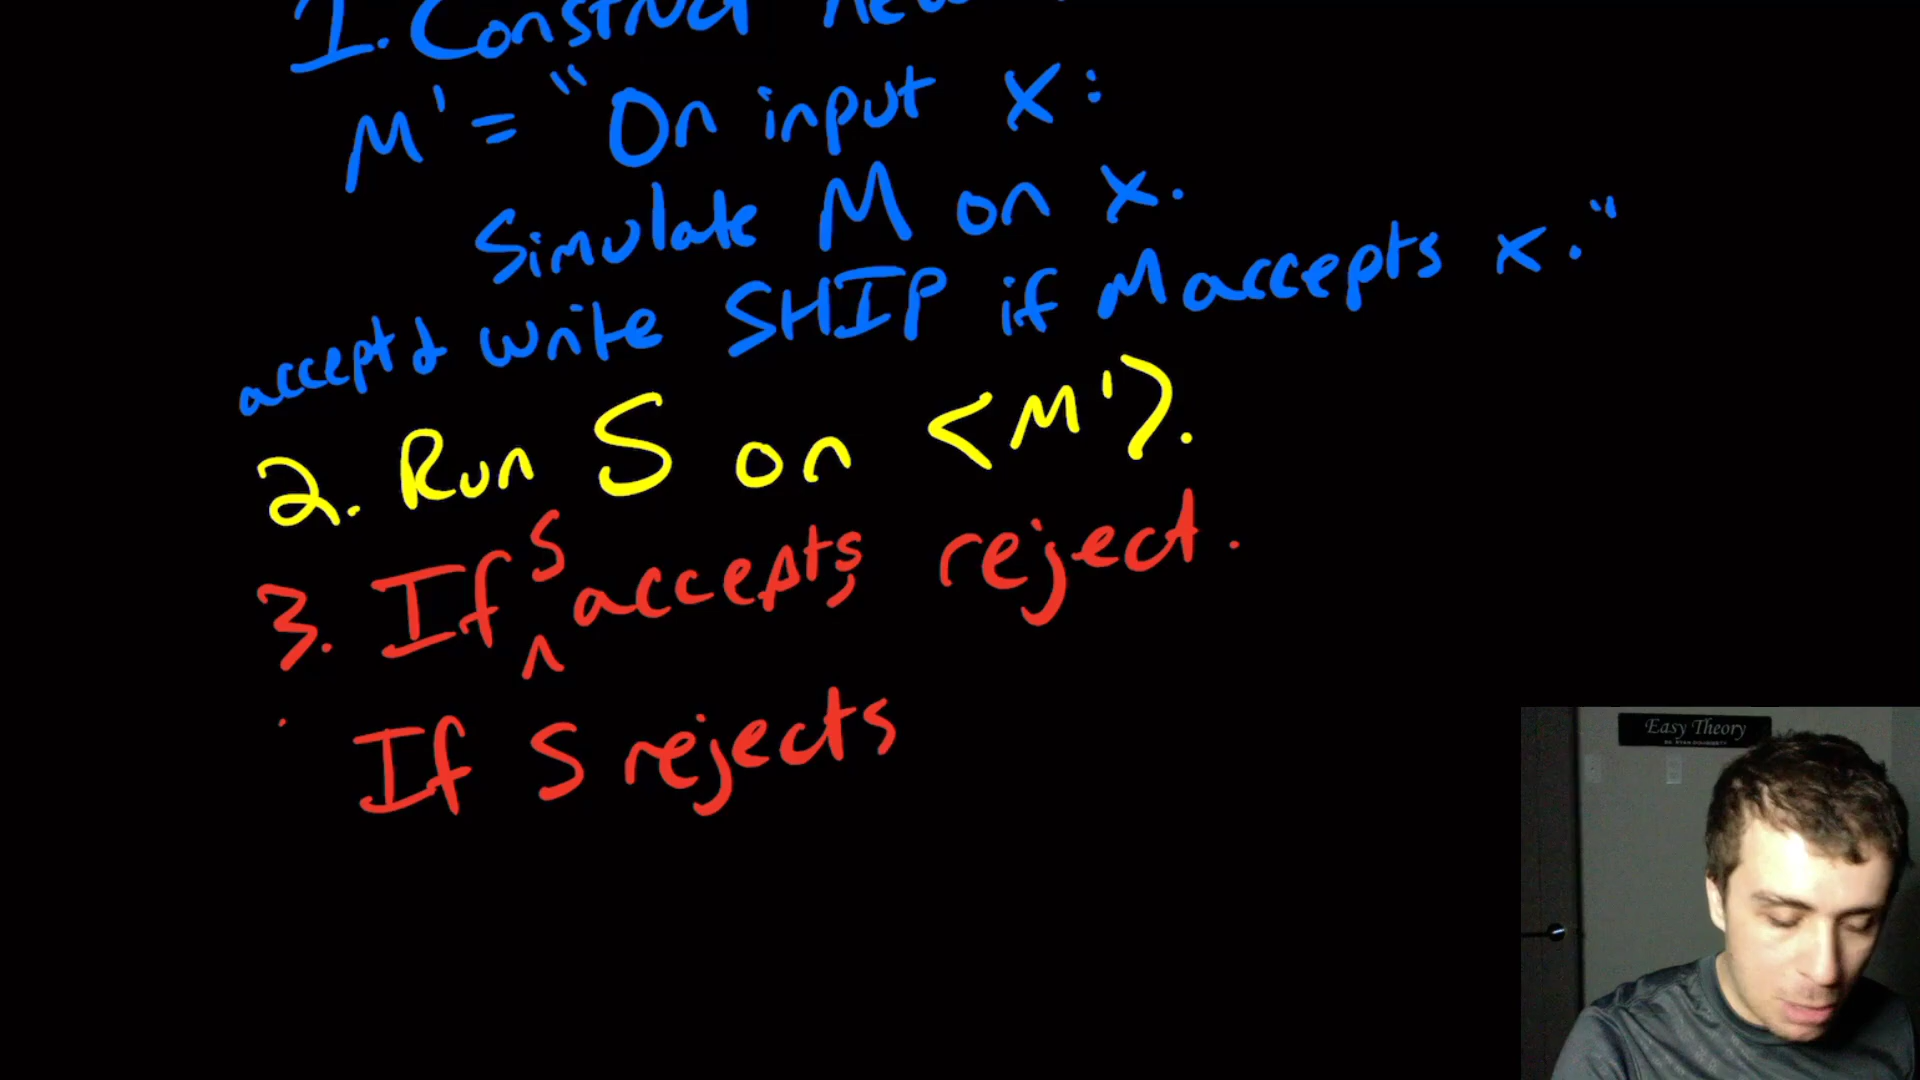 1. Construct new
M' = "On input x:
Simulate M on x.
accept & write SHIP if M accepts x."
2. Run S on <M'>.
3. If S accepts, reject.
If S rejects
Easy Theory